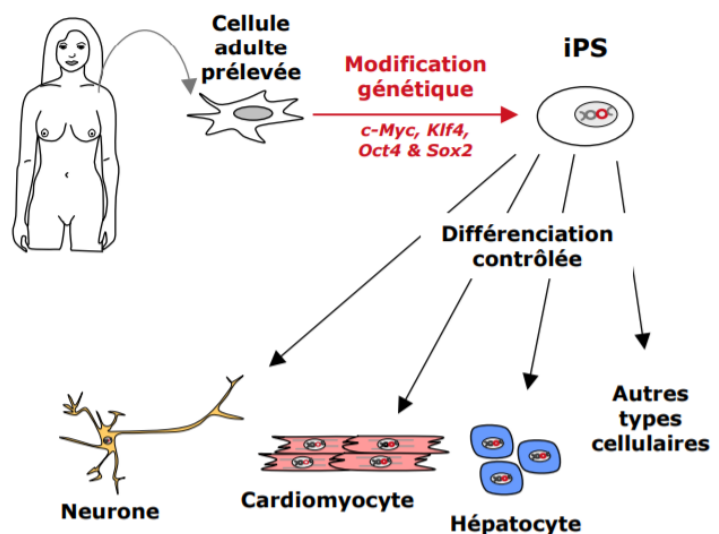 Cellule
adulte
prélevée
Modification
génétique
c-Myc, Klf4,
Oct4 & Sox2
iPS
Différenciation
contrôlée
Neurone
Cardiomyocyte
Hépatocyte
Autres
types
cellulaires